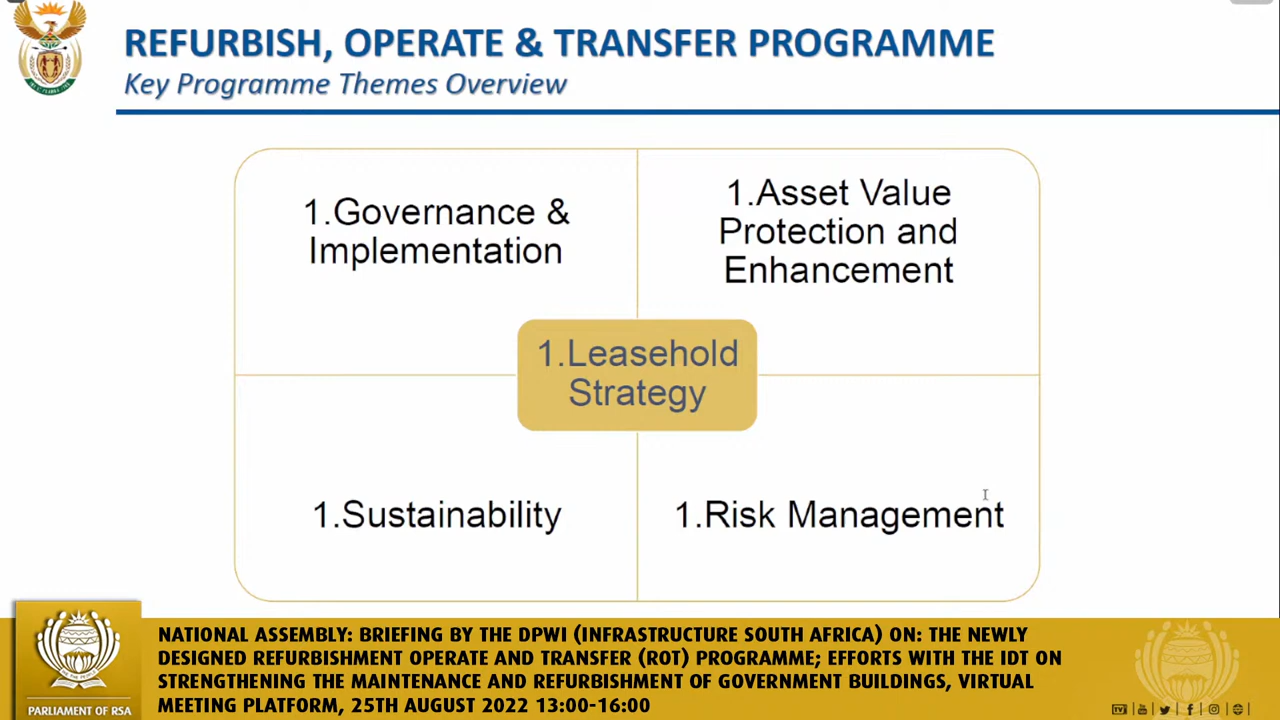 REFURBISH, OPERATE & TRANSFER PROGRAMME
Key Programme Themes Overview
1.Governance &
Implementation
1.Asset Value
Protection and
Enhancement
1.Leasehold
Strategy
1.Sustainability
1.Risk Management
NATIONAL ASSEMBLY: BRIEFING BY THE DPWI (INFRASTRUCTURE SOUTH AFRICA) ON: THE NEWLY
DESIGNED REFURBISHMENT OPERATE AND TRANSFER (ROT) PROGRAMME; EFFORTS WITH THE IDT ON
STRENGTHENING THE MAINTENANCE AND REFURBISHMENT OF GOVERNMENT BUILDINGS, VIRTUAL
MEETING PLATFORM, 25TH AUGUST 2022 13:00-16:00
PARLIAMENT OF RSA